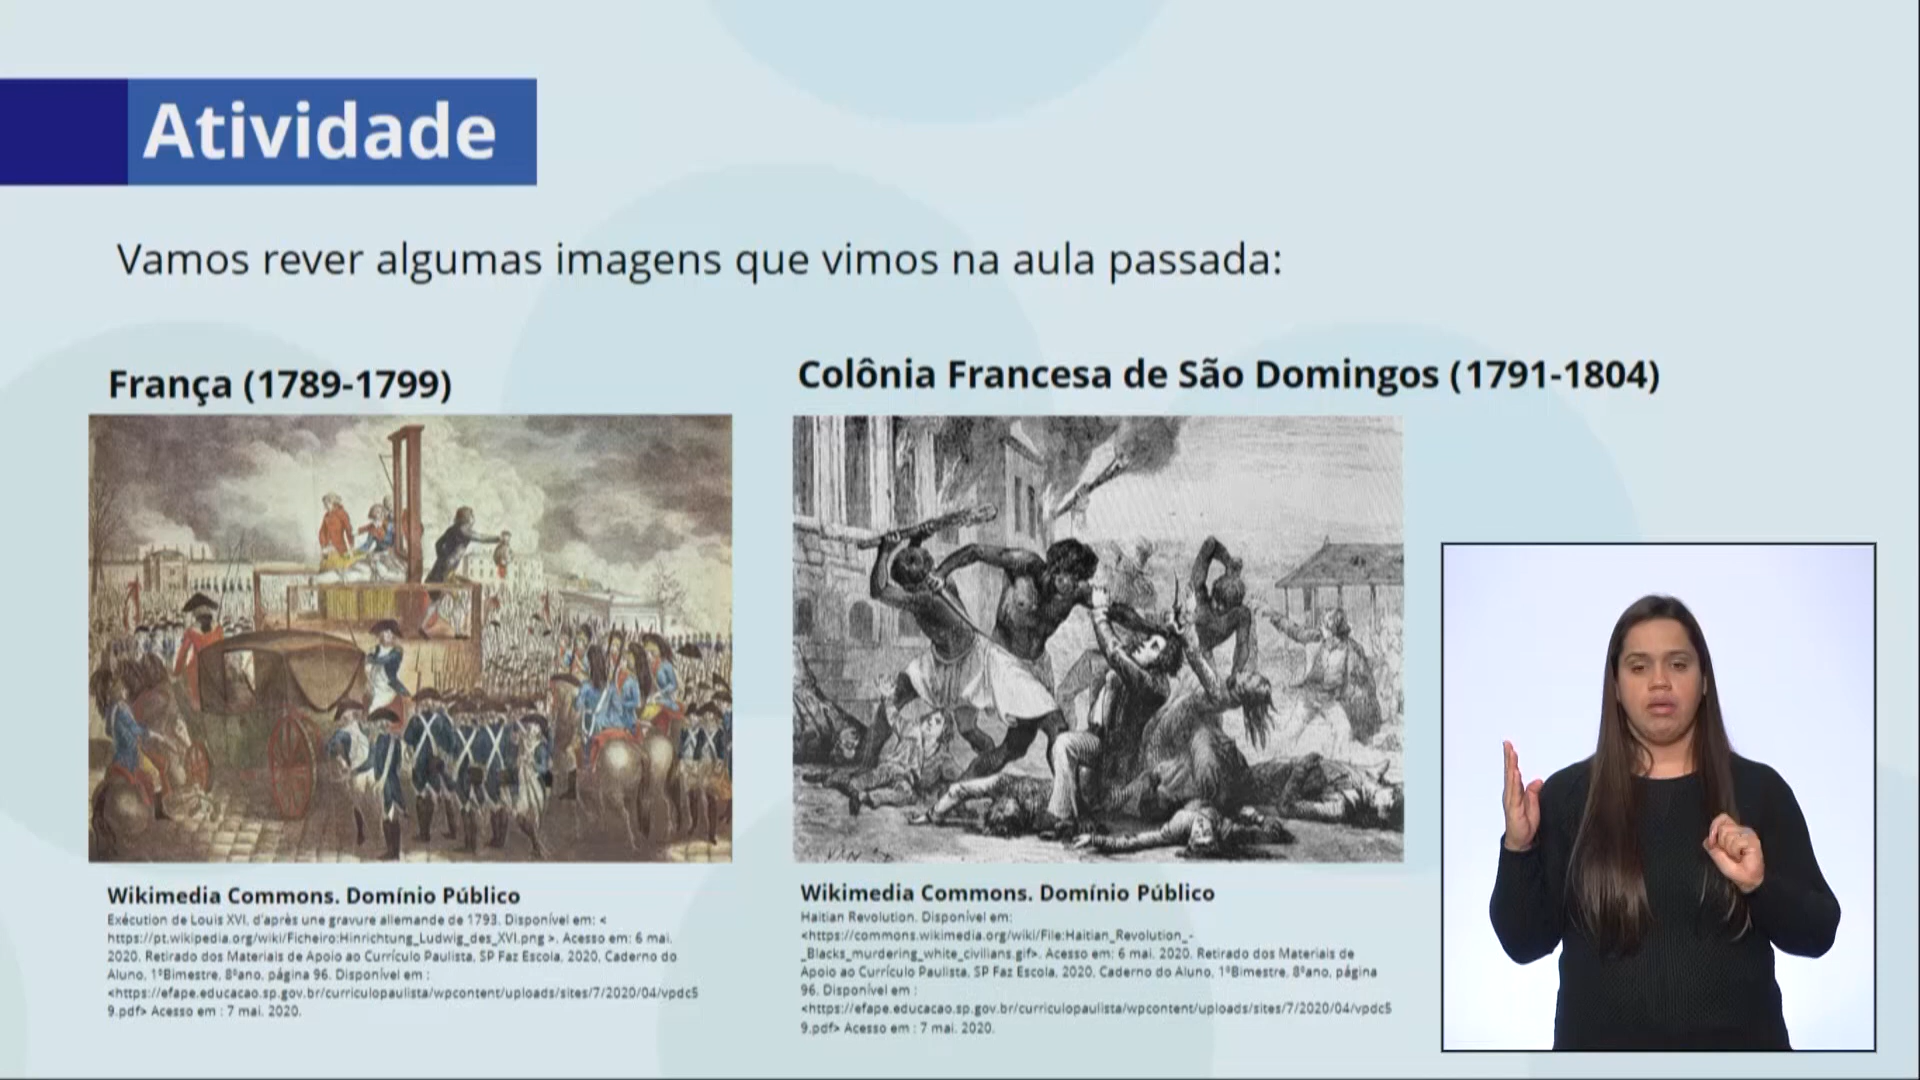 Atividade
Vamos rever algumas imagens que vimos na aula passada:
França (1789-1799)
Wikimedia Commons. Domínio Público
Exécution de Louis XVI, d'après une gravure allemande de 1793. Disponível em: <
https://pt.wikipedia.org/wiki/Ficheiro:Hinrichtung_Ludwig_des_XVI.png >. Acesso em: 6 mai.
2020. Retirado dos Materiais de Apoio ao Currículo Paulista, SP Faz Escola, 2020, Caderno do
Aluno, 1ºBimestre, 8ºano, página 96. Disponível em :
<https://efape.educacao.sp.gov.br/curriculopaulista/wpcontent/uploads/sites/7/2020/04/vpdc5
9.pdf> Acesso em : 7 mai. 2020.
Colônia Francesa de São Domingos (1791-1804)
Wikimedia Commons. Domínio Público
Haitian Revolution. Disponível em:
<https://commons.wikimedia.org/wiki/File:Haitian_Revolution_-
_Blacks_murdering_white_civilians.gif>. Acesso em: 6 mai. 2020. Retirado dos Materiais de
Apoio ao Currículo Paulista, SP Faz Escola, 2020, Caderno do Aluno, 1ºBimestre, 8ºano, página
96. Disponível em :
<https://efape.educacao.sp.gov.br/curriculopaulista/wpcontent/uploads/sites/7/2020/04/vpdc5
9.pdf> Acesso em : 7 mai. 2020.